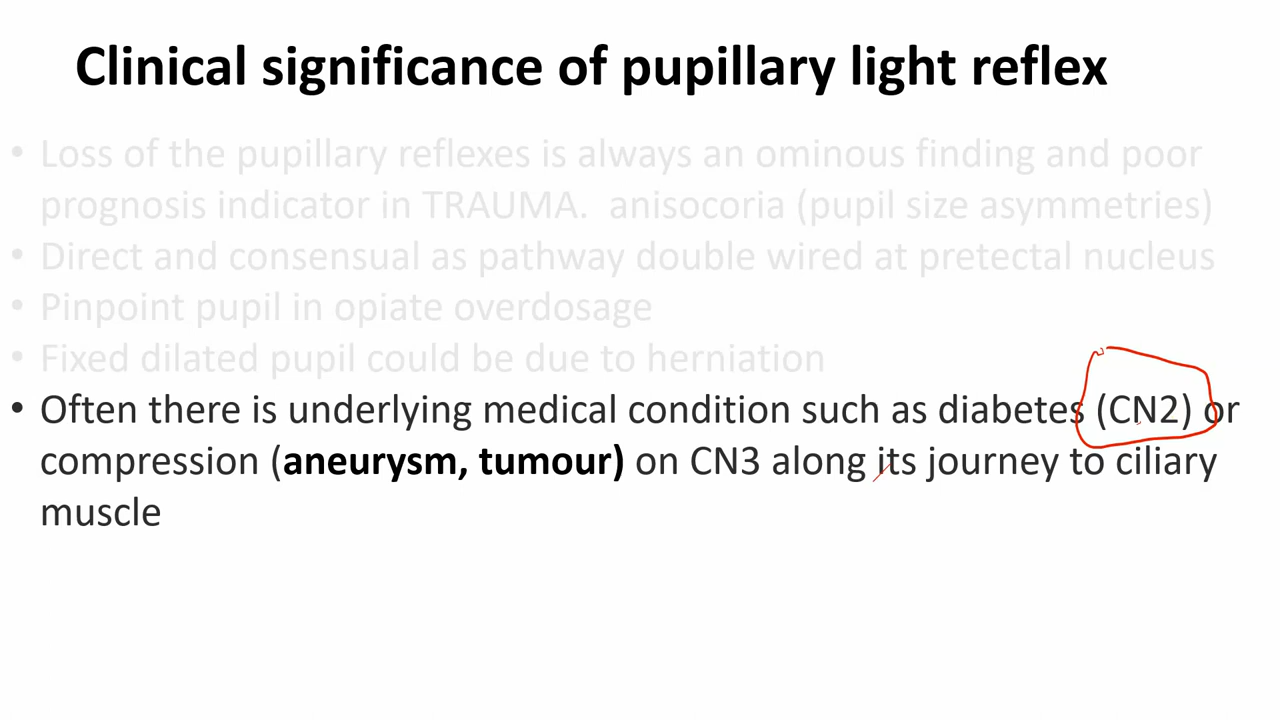 Clinical significance of pupillary light reflex
• Loss of the pupillary reflexes is always an ominous finding and poor
prognosis indicator in TRAUMA. anisocoria (pupil size asymmetries)
• Direct and consensual as pathway double wired at pretectal nucleus
• Pinpoint pupil in opiate overdosage
• Fixed dilated pupil could be due to herniation
• Often there is underlying medical condition such as diabetes (CN2) or
compression (aneurysm, tumour) on CN3 along its journey to ciliary
muscle